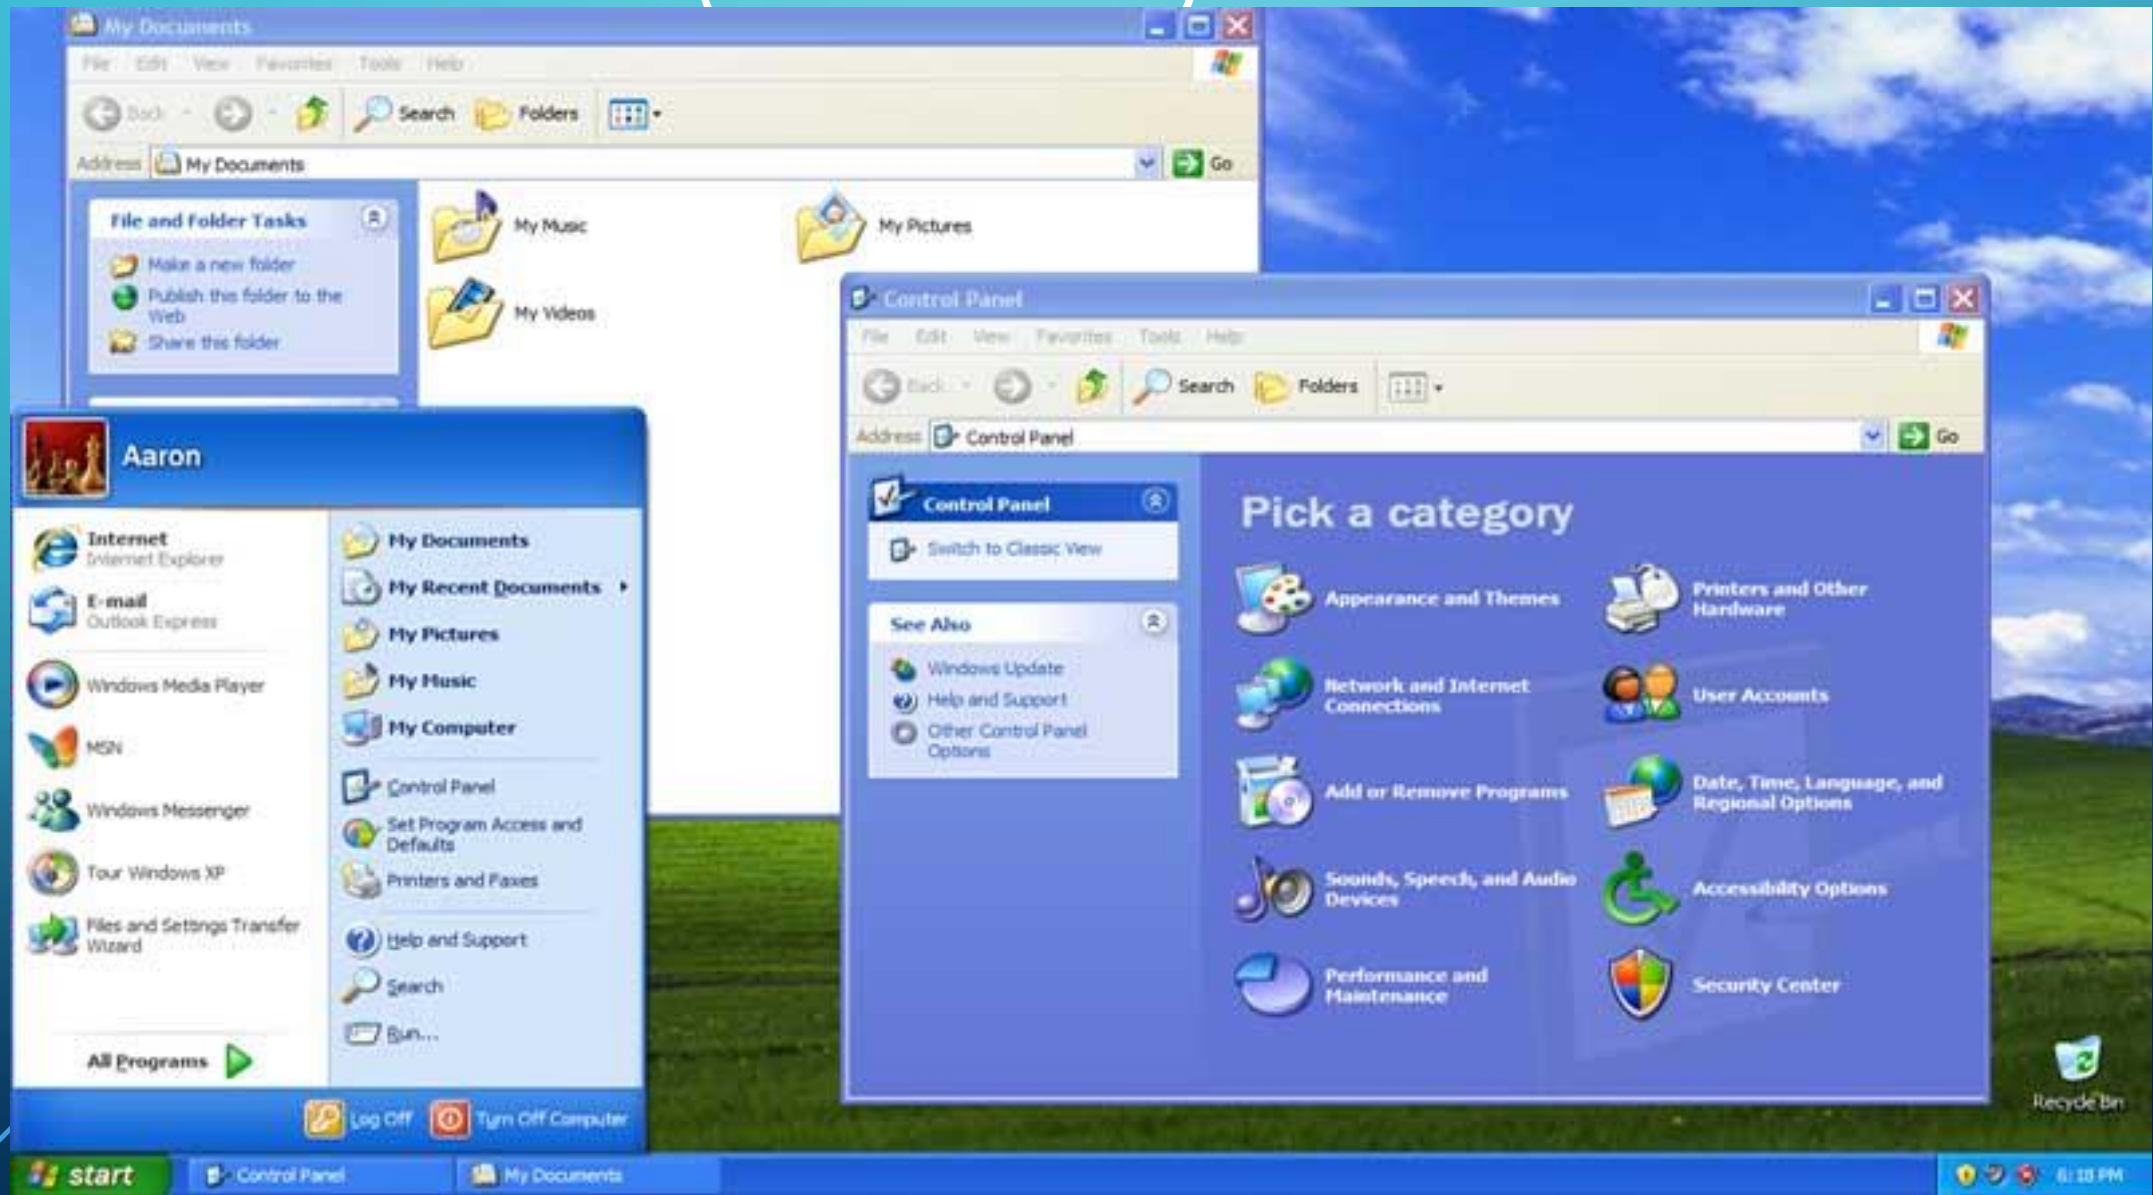 My Documents
File Edit View Favorites Tools Help
Back Search Folders
Address My Documents Go
File and Folder Tasks
Make a new folder
Publish this folder to the
Web
Share this folder
My Music
My Pictures
My Videos
Control Panel
File Edit View Favorites Tools Help
Back Search Folders
Address Control Panel Go
Control Panel
Switch to Classic View
See Also
Windows Update
Help and Support
Other Control Panel
Options
Pick a category
Appearance and Themes
Printers and Other
Hardware
Network and Internet
Connections
User Accounts
Add or Remove Programs
Date, Time, Language, and
Regional Options
Sounds, Speech, and Audio
Devices
Accessibility Options
Performance and
Maintenance
Security Center
Aaron
Internet
Internet Explorer
E-mail
Outlook Express
Windows Media Player
MSN
Windows Messenger
Tour Windows XP
Files and Settings Transfer
Wizard
All Programs
My Documents
My Recent Documents
My Pictures
My Music
My Computer
Control Panel
Set Program Access and
Defaults
Printers and Faxes
Help and Support
Search
Run...
Log Off Turn Off Computer
Recycle Bin
start Control Panel My Documents